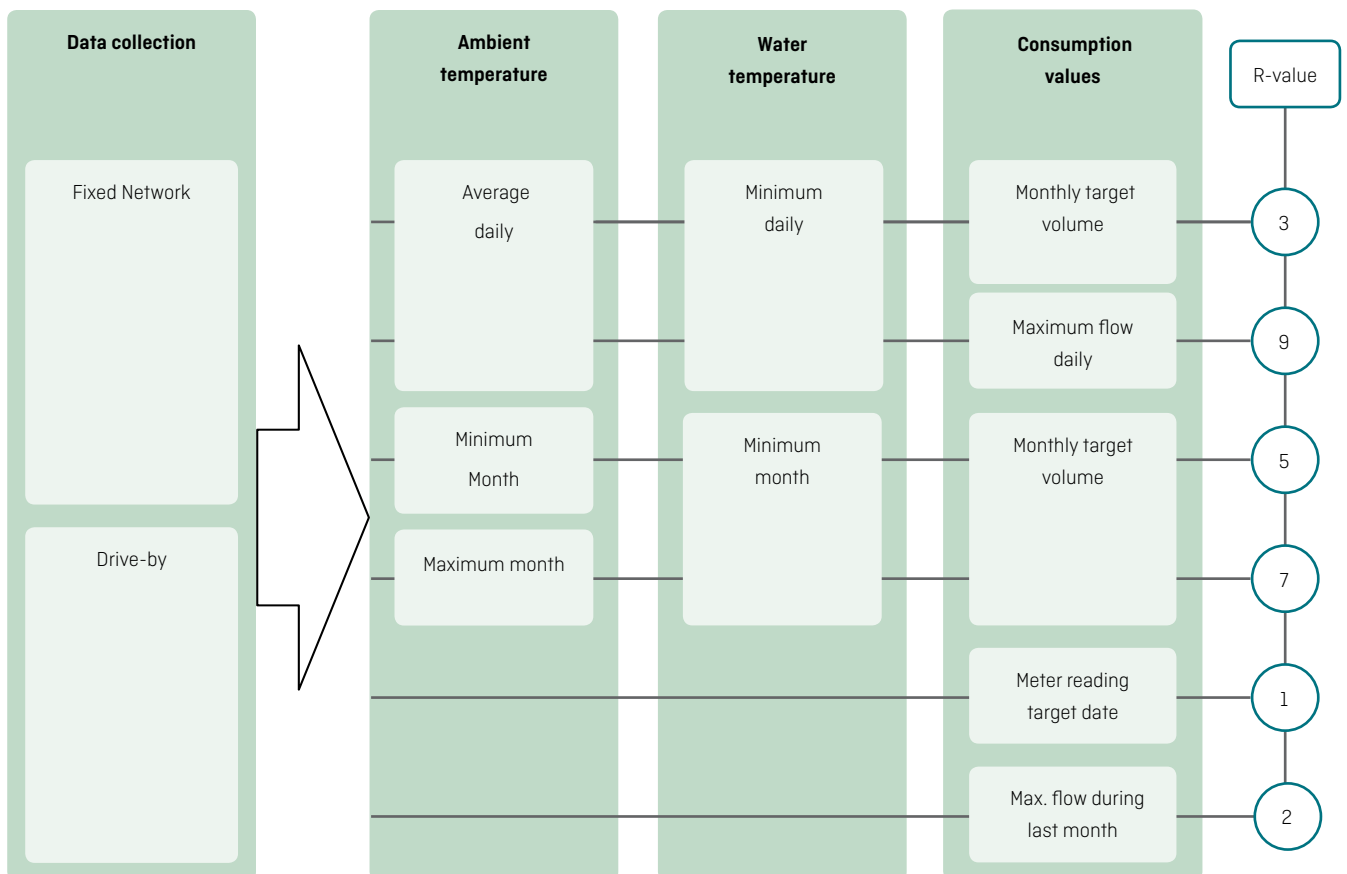 Data collection
Ambient
temperature
Water
temperature
Consumption
values
R-value
Fixed Network
Average
daily
Minimum
daily
Monthly target
volume
3
Maximum flow
daily
9
Minimum
Month
Minimum
month
Monthly target
volume
5
Drive-by
Maximum month
7
Meter reading
target date
1
Max. flow during
last month
2